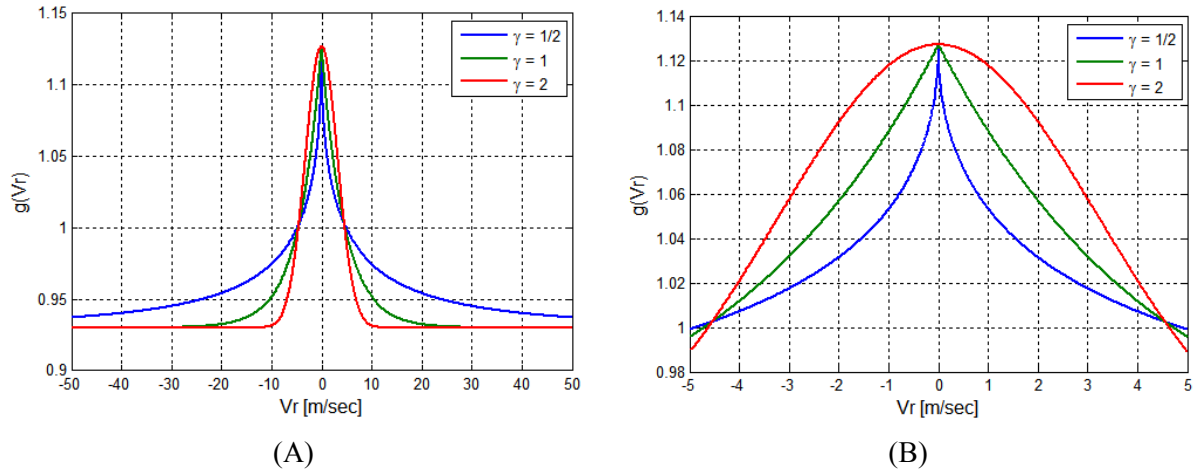 1.15
1.1
1.05
1
0.95
0.9
g(Vr)
-50 -40 -30 -20 -10 0 10 20 30 40 50
Vr [m/sec]
γ = 1/2
γ = 1
γ = 2
(A)
1.14
1.12
1.1
1.08
1.06
1.04
1.02
1
0.98
g(Vr)
-5 -4 -3 -2 -1 0 1 2 3 4 5
Vr [m/sec]
γ = 1/2
γ = 1
γ = 2
(B)